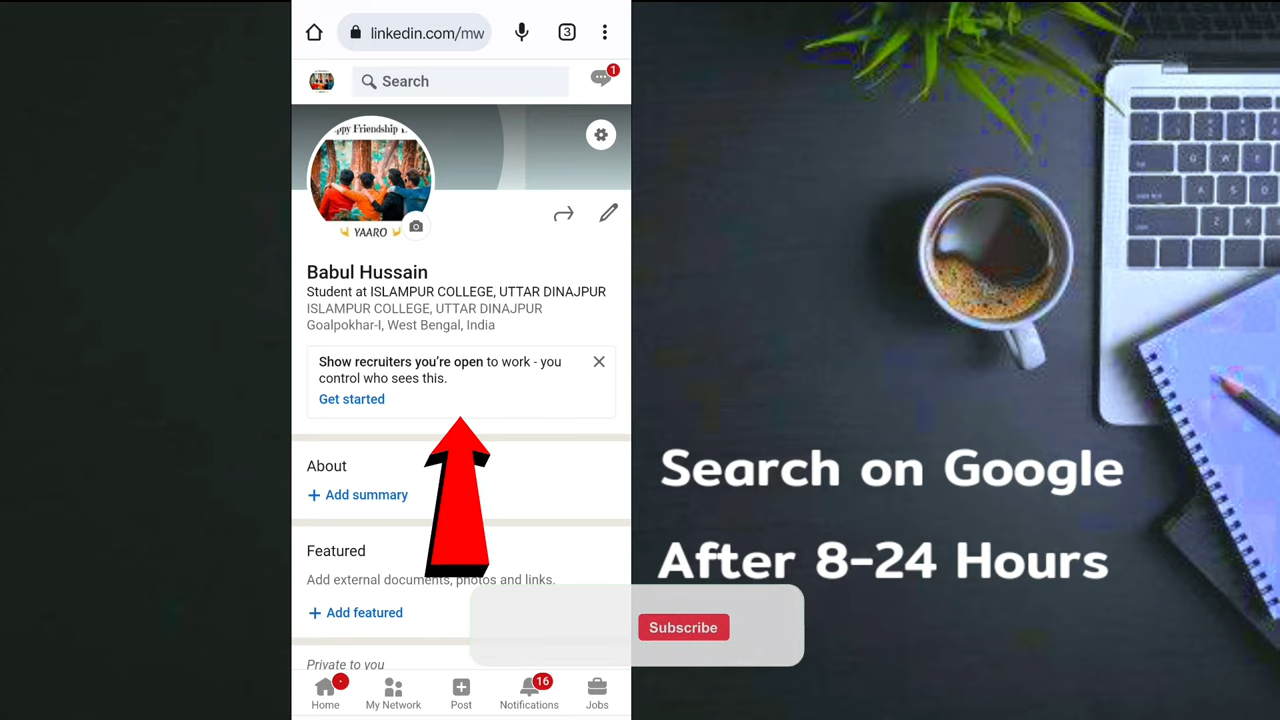 linkedin.com/mw
3
Search
1
ppy Friendship
YAARO
Babul Hussain
Student at ISLAMPUR COLLEGE, UTTAR DINAJPUR
ISLAMPUR COLLEGE, UTTAR DINAJPUR
Goalpokhar-I, West Bengal, India
Show recruiters you're open to work - you
control who sees this.
Get started
About
+ Add summary
Featured
Add external documents, photos and links.
+ Add featured
Private to you
Home
My Network
Post
16
Notifications
Jobs
Search on Google
After 8-24 Hours
Subscribe